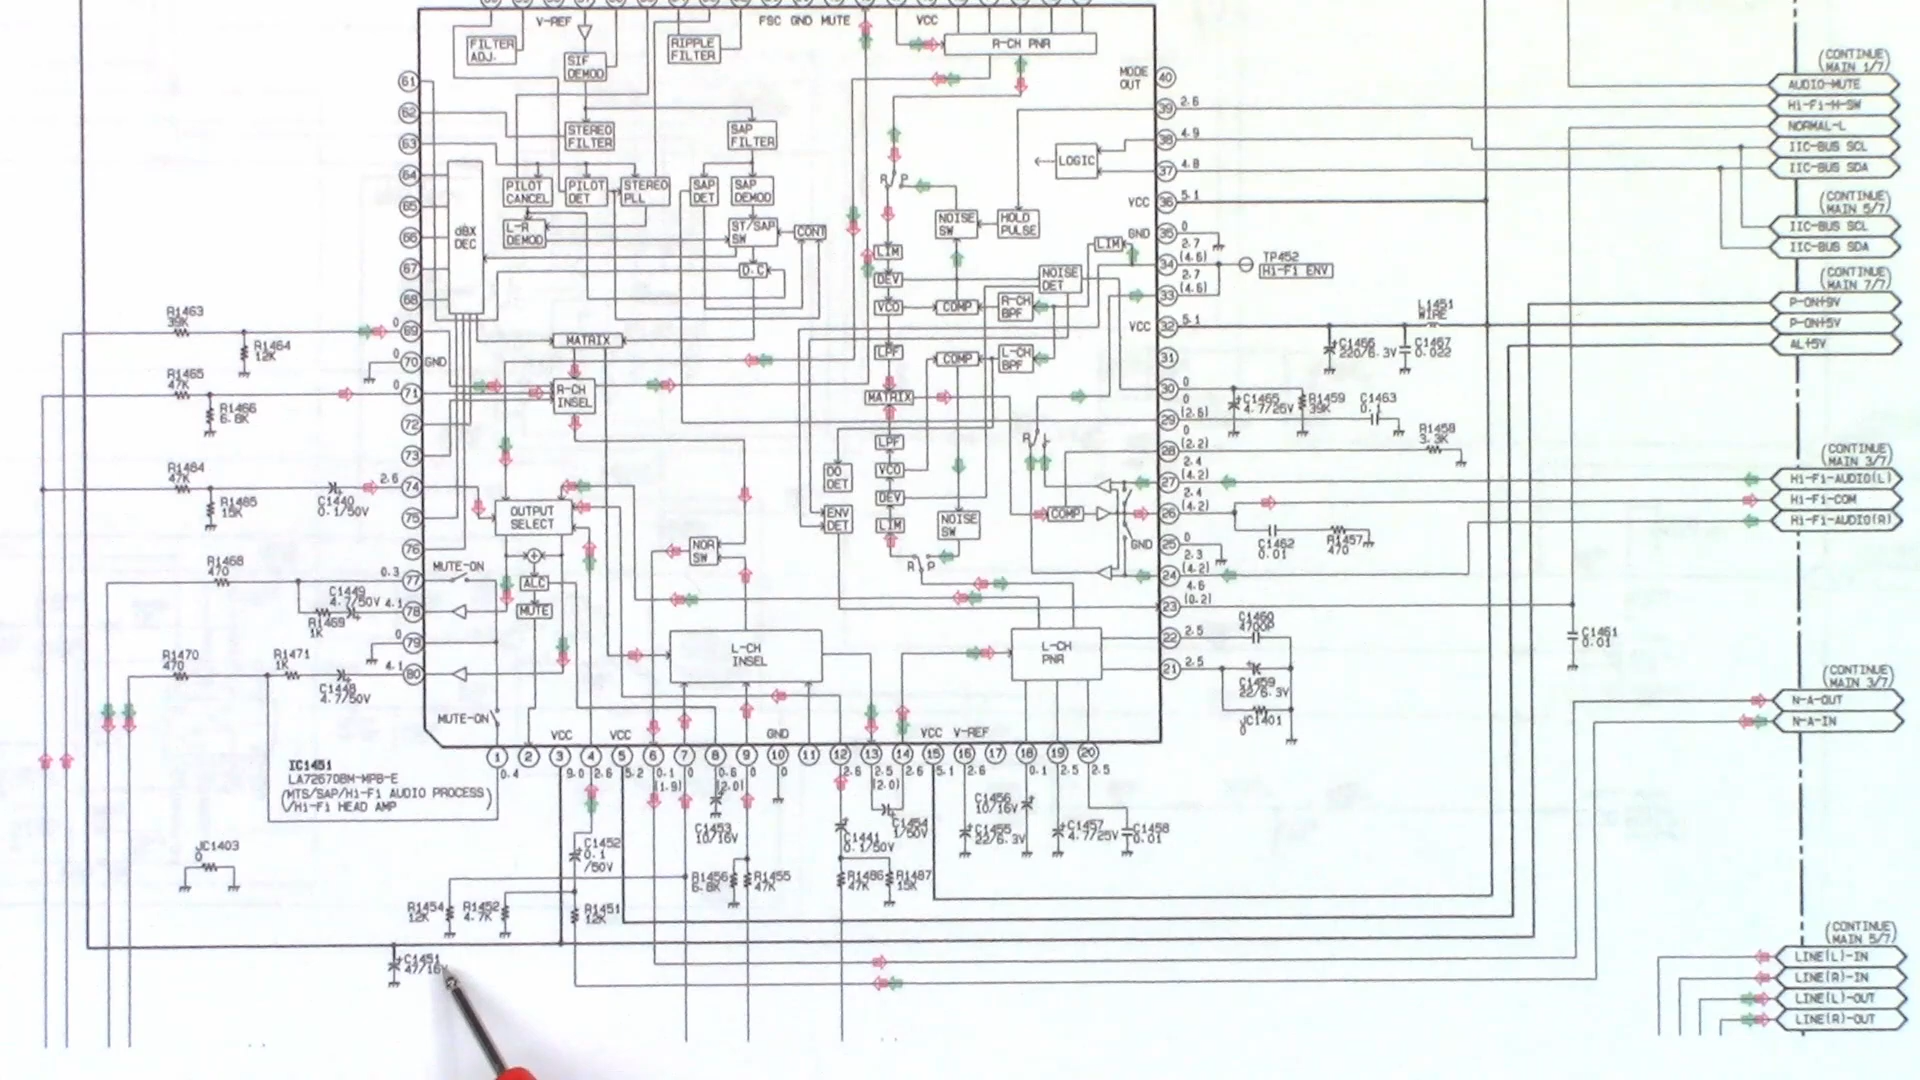 V-REF
FSC GND MUTE
VCC
FILTER
ADJ.
SIF
DEMOD
RIPPLE
FILTER
R-CH PNR
MODE
OUT
STEREO
FILTER
SAP
FILTER
LOGIC
PILOT
CANCEL
PILOT
DET
STEREO
PLL
SAP
DET
SAP
DEMOD
L-R
DEMOD
ST/SAP
SW
CONT
D.C
dBX
DEC
NOISE
SW
HOLD
PULSE
LIM
DEV
VCO
LPF
MATRIX
LPF
VCO
DEV
LIM
R P
COMP
R-CH
BPF
COMP
L-CH
BPF
NOISE
DET
LIM
MATRIX
R-CH
INSEL
OUTPUT
SELECT
ALC
MUTE
MUTE-ON
MUTE-ON
NOR
SW
DO
DET
ENV
DET
NOISE
SW
R P
R L
COMP
L-CH
INSEL
L-CH
PNR
VCC
VCC
GND
VCC V-REF
VCC
GND
VCC
GND
GND
61
62
63
64
65
66
67
68
69
70
71
72
73
74
75
76
77
78
79
80
0
0
0
2.6
0.3
4.1
0
4.1
40
39 2.6
38 4.9
37 4.8
36 5.1
35 0
34 2.7
(4.6)
33 2.7
(4.6)
32 5.1
31
30 0
29 0
(2.6)
28 0
(2.2)
27 2.4
(4.2)
26 2.4
(4.2)
25 0
24 2.3
(4.2)
23 4.6
(0.2)
22 2.5
21 2.5
1 2 3 4 5 6 7 8 9 10 11 12 13 14 15 16 17 18 19 20
0.4
9.0
2.6
5.2
0.1
(1.9)
0
0.6
(2.0)
0
0
2.6
2.5
(2.0)
2.6
5.1
2.6
0.1
2.5
2.5
R1463
39K
R1464
12K
R1465
47K
R1466
6.8K
R1484
47K
R1485
15K
C1440
0.1/50V
R1468
470
C1449
4.7/50V
R1469
1K
R1470
470
R1471
1K
C1448
4.7/50V
IC1451
LA72670BM-MPB-E
(MTS/SAP/Hi-Fi AUDIO PROCESS)
(/Hi-Fi HEAD AMP)
JC1403
0
R1454
12K
R1452
4.7K
R1451
12K
C1452
0.1
/50V
C1451
47/16V
C1453
10/16V
R1456
6.8K
R1455
47K
C1441
0.1/50V
R1486
47K
R1487
15K
C1454
1/50V
C1455
22/6.3V
C1456
10/16V
C1457
4.7/25V
C1458
0.01
TP452
Hi-Fi ENV
L1451
WIRE
C1466
220/6.3V
C1467
0.022
C1465
4.7/25V
R1459
39K
C1463
0.1
R1458
3.3K
C1462
0.01
R1457
470
C1460
4700P
C1459
22/6.3V
JC1401
0
C1461
0.01
(CONTINUE)
(MAIN 1/7)
AUDIO-MUTE
Hi-Fi-H-SW
NORMAL-L
IIC-BUS SCL
IIC-BUS SDA
(CONTINUE)
(MAIN 5/7)
IIC-BUS SCL
IIC-BUS SDA
(CONTINUE)
(MAIN 7/7)
P-ON+9V
P-ON+5V
AL+5V
(CONTINUE)
(MAIN 3/7)
Hi-Fi-AUDIO(L)
Hi-Fi-COM
Hi-Fi-AUDIO(R)
(CONTINUE)
(MAIN 3/7)
N-A-OUT
N-A-IN
(CONTINUE)
(MAIN 5/7)
LINE(L)-IN
LINE(R)-IN
LINE(L)-OUT
LINE(R)-OUT